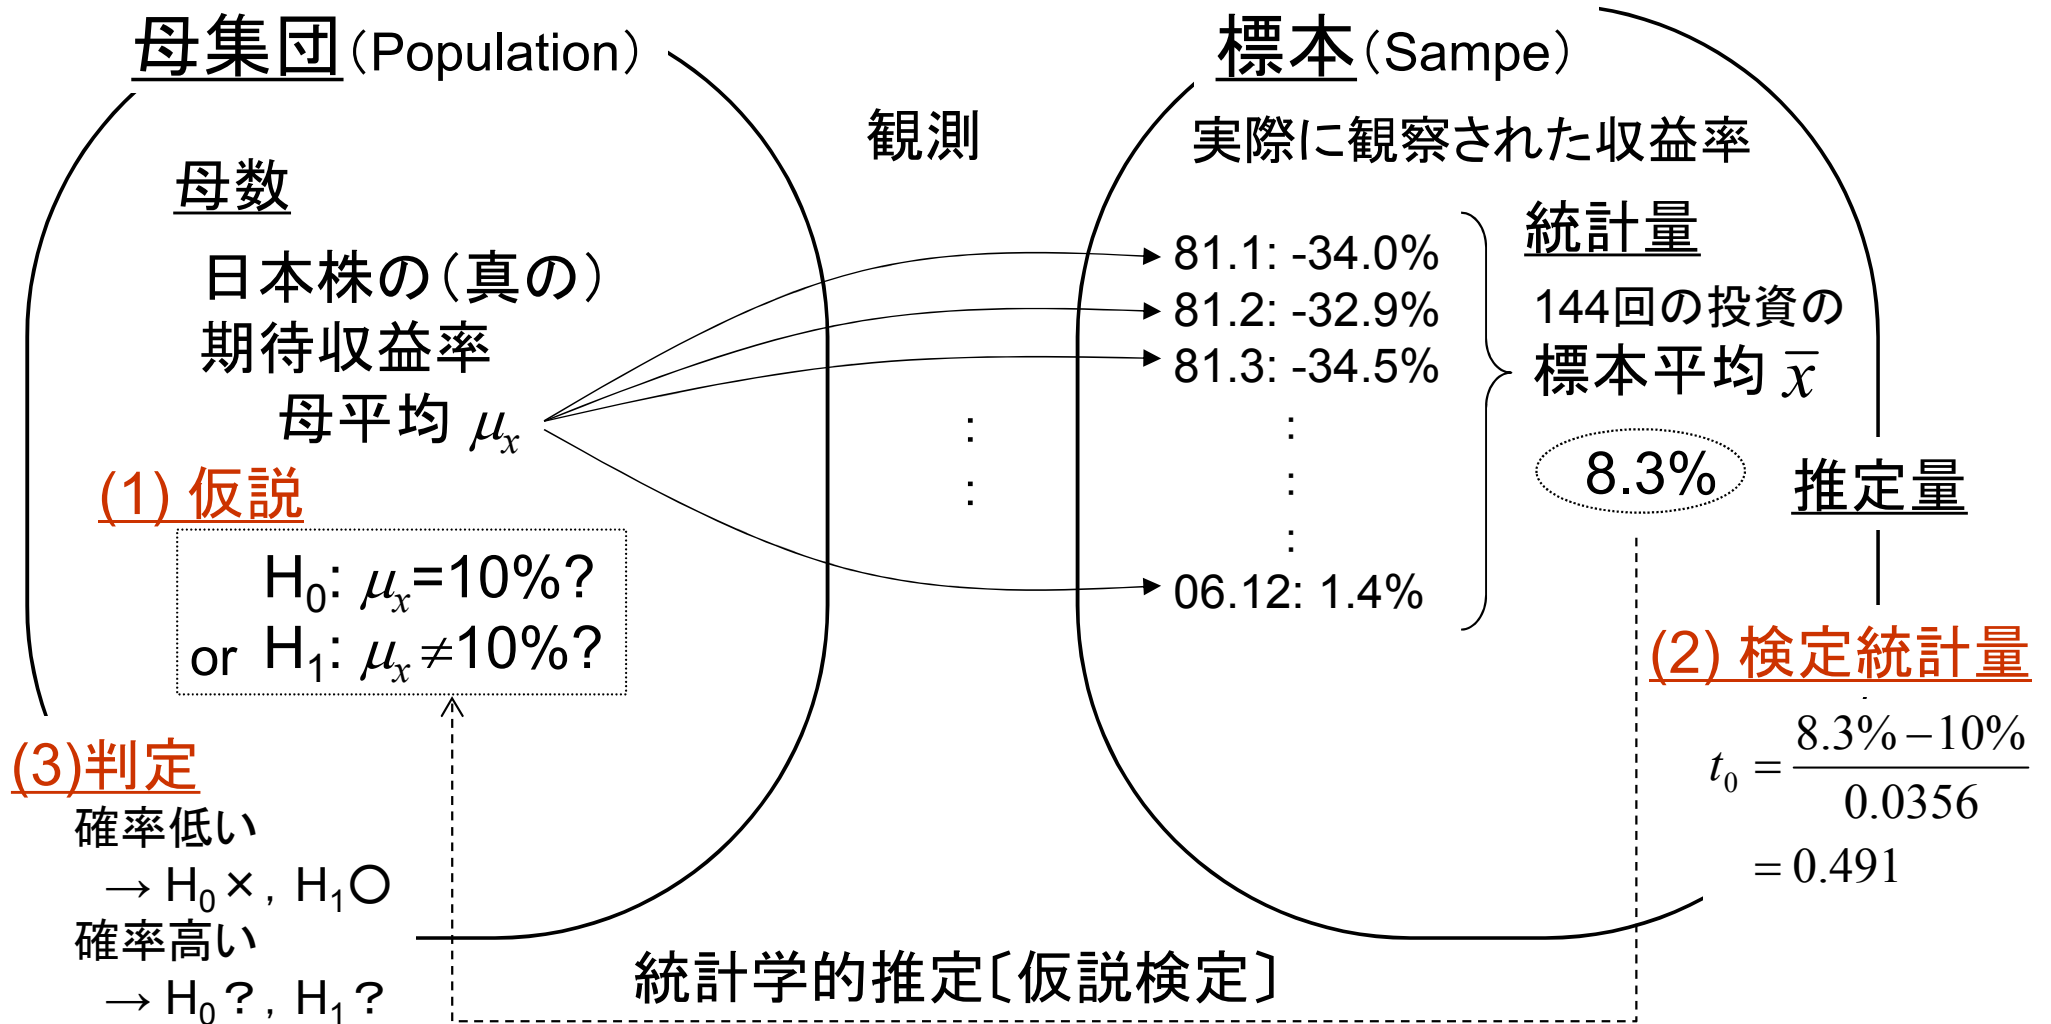 母集団（Population）
母数
日本株の（真の）
期待収益率
母平均 μx
(1) 仮説
H0: μx=10%?
or H1: μx≠10%?
(3)判定
確率低い
→ H0×, H1〇
確率高い
→ H0？, H1？
観測
:
:
標本（Sampe）
実際に観察された収益率
81.1: -34.0%
81.2: -32.9%
81.3: -34.5%
:
:
:
06.12: 1.4%
統計量
144回の投資の
標本平均 x̄
8.3%
推定量
(2) 検定統計量
t0 = (8.3% − 10%) / 0.0356
= 0.491
統計学的推定〔仮説検定〕